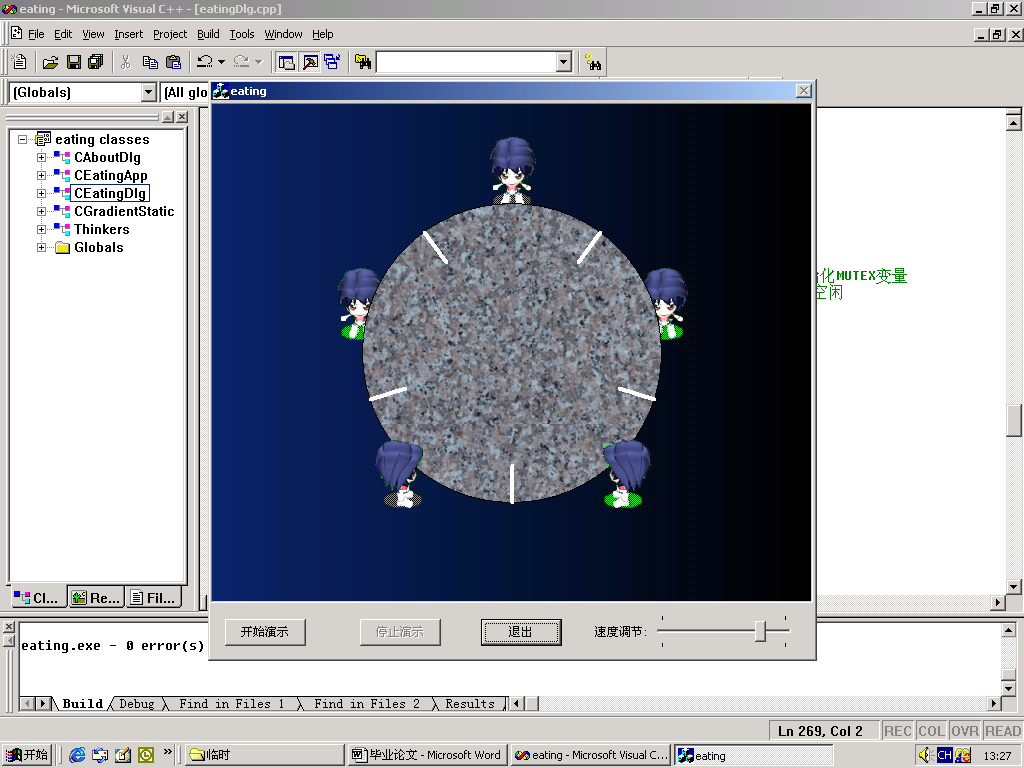 eating - Microsoft Visual C++ - [eatingDlg.cpp]
File Edit View Insert Project Build Tools Window Help
(Globals)
(All glo
eating
eating classes
CAboutDlg
CEatingApp
CEatingDlg
CGradientStatic
Thinkers
Globals
化MUTEX变量
空闲
Cl... Re... Fil...
开始演示 停止演示 退出 速度调节:
eating.exe - 0 error(s)
Build Debug Find in Files 1 Find in Files 2 Results
Ln 269, Col 2 REC COL OVR READ
开始 » 临时 毕业论文 - Microsoft Word eating - Microsoft Visual C... eating CH 13:27